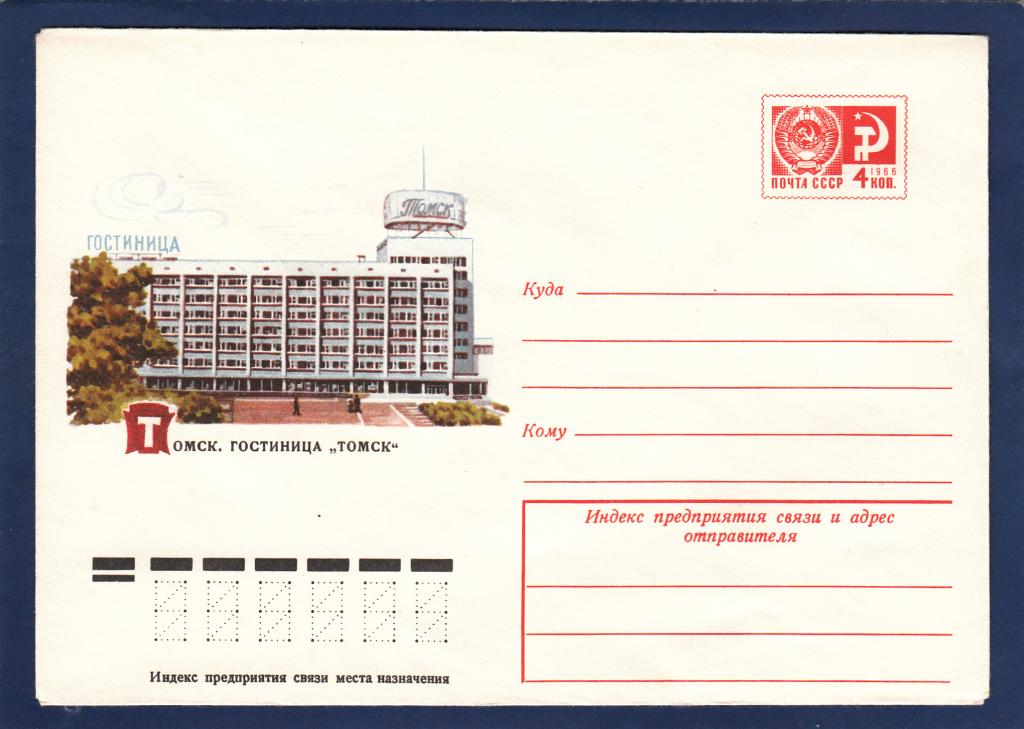 ПОЧТА СССР 4 1966 КОП.
ГОСТИНИЦА
Томск
Куда
Кому
ТОМСК. ГОСТИНИЦА „ТОМСК“
Индекс предприятия связи и адрес
отправителя
Индекс предприятия связи места назначения